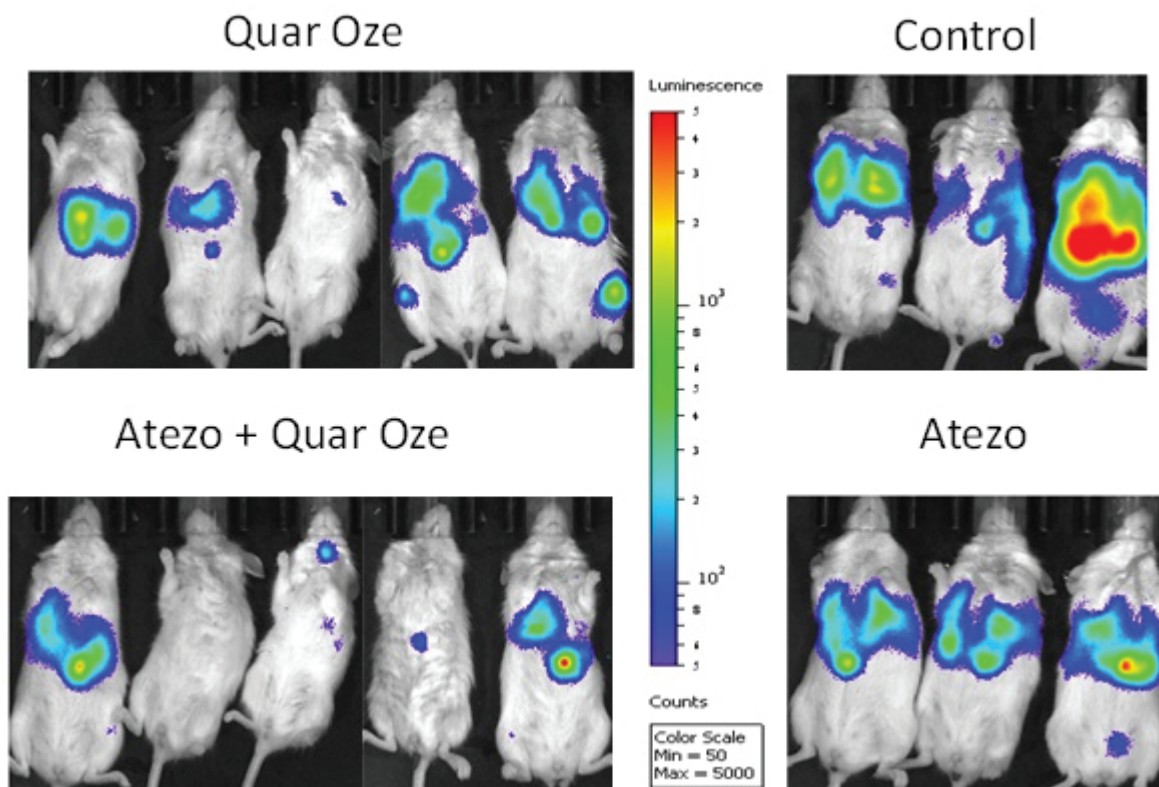 Quar Oze
Control
Luminescence
5
4
3
2
10³
8
6
5
4
3
2
10²
8
7
6
5
Counts
Color Scale
Min = 50
Max = 5000
Atezo + Quar Oze
Atezo